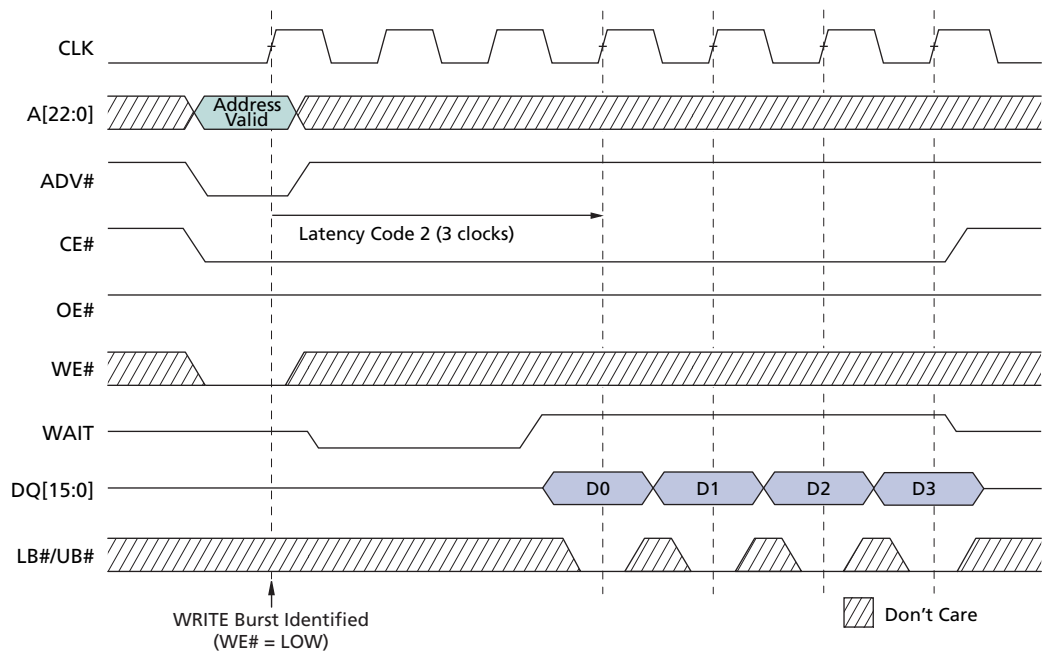 CLK
A[22:0]
Address
Valid
ADV#
Latency Code 2 (3 clocks)
CE#
OE#
WE#
WAIT
DQ[15:0]
D0 D1 D2 D3
LB#/UB#
WRITE Burst Identified
(WE# = LOW)
Don't Care